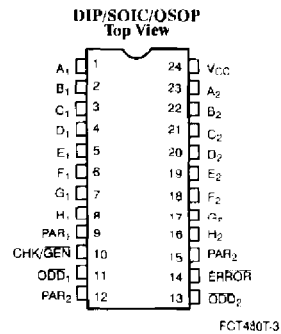 DIP/SOIC/QSOP
Top View
A1 1 24 VCC
B1 2 23 A2
C1 3 22 B2
D1 4 21 C2
E1 5 20 D2
F1 6 19 E2
G1 7 18 F2
H1 8 17 G2
PAR1 9 16 H2
CHK/GEN 10 15 PAR2
ODD1 11 14 ERROR
PAR2 12 13 ODD2
FCT480T-3